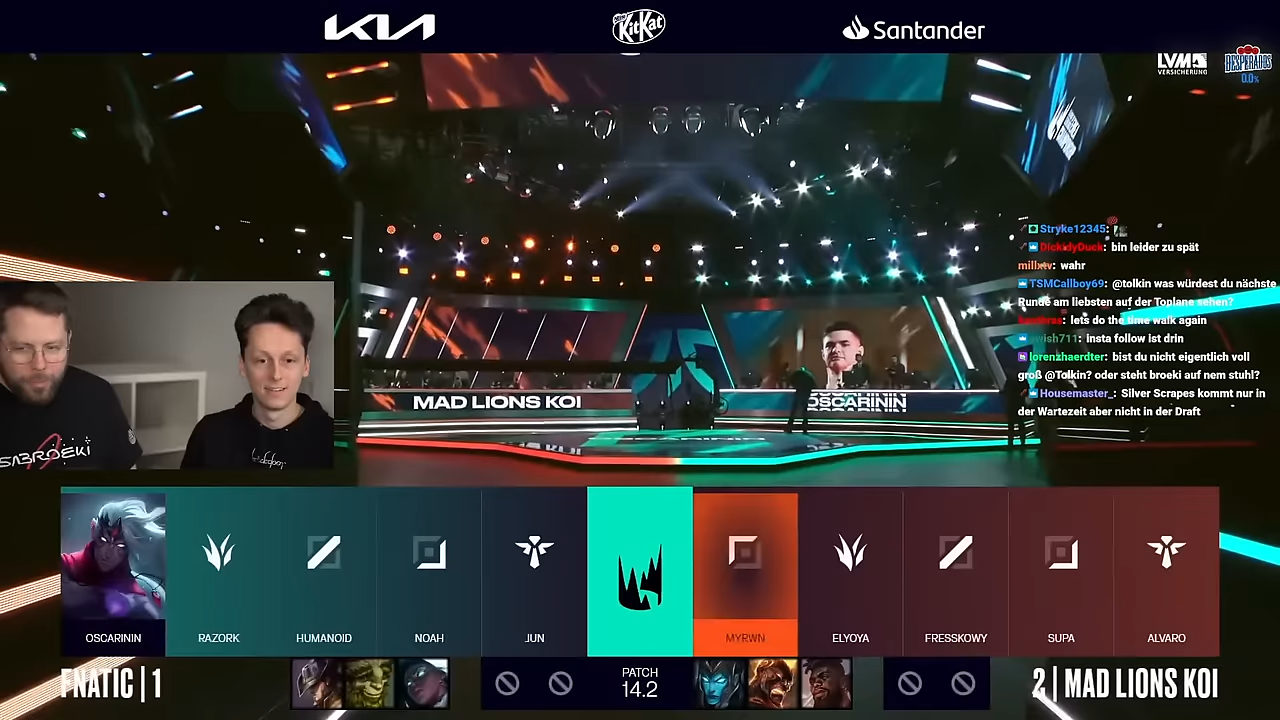 KIA
KitKat
Santander
LVM
VERSICHERUNG
DESPERADOS
0.0%
Stryke12345:
DickidyDuck: bin leider zu spät
millxtv: wahr
TSMCallboy69: @tolkin was würdest du nächste
Runde am liebsten auf der Toplane sehen?
: lets do the time walk again
wish711: insta follow ist drin
lorenzhaerdter: bist du nicht eigentlich voll
groß @Tolkin? oder steht broeki auf nem stuhl?
Housemaster_: Silver Scrapes kommt nur in
der Wartezeit aber nicht in der Draft
MAD LIONS KOI
OSCARININ
SABROEKI
OSCARININ
RAZORK
HUMANOID
NOAH
JUN
MYRWN
ELYOYA
FRESSKOWY
SUPA
ALVARO
FNATIC | 1
PATCH
14.2
2 | MAD LIONS KOI